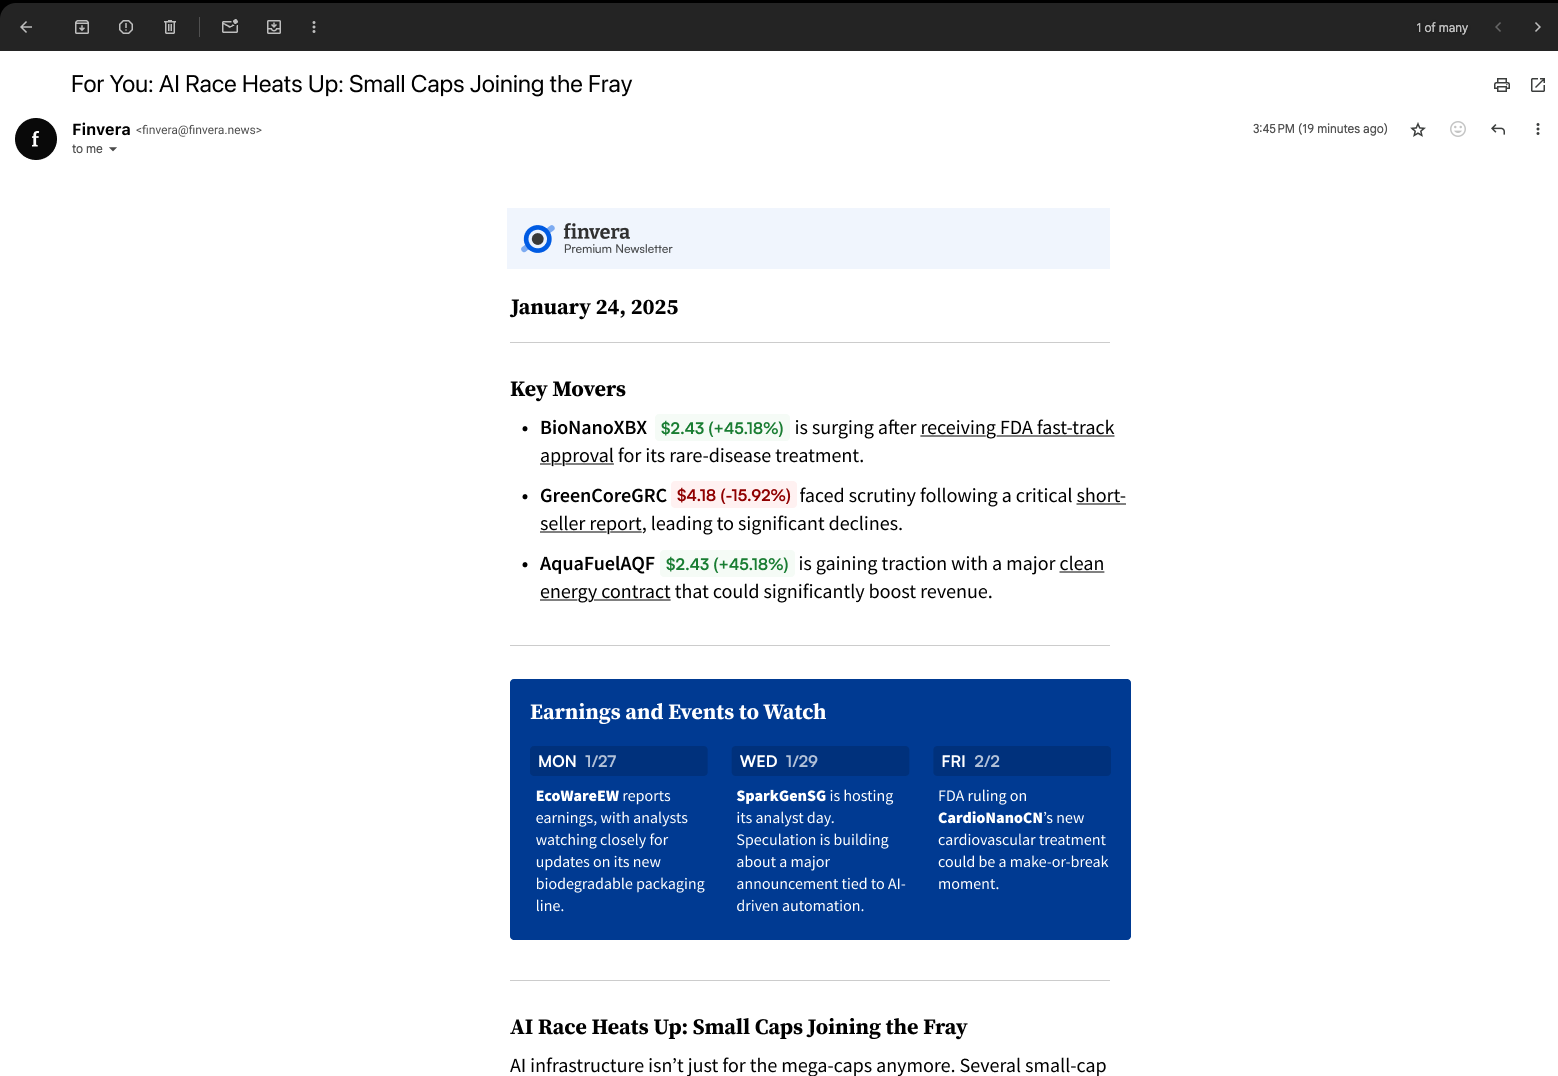 1 of many
For You: AI Race Heats Up: Small Caps Joining the Fray
f
Finvera <finvera@finvera.news>
3:45 PM (19 minutes ago)
to me
finvera
Premium Newsletter
January 24, 2025
Key Movers
• BioNanoXBX $2.43 (+45.18%) is surging after receiving FDA fast-track
approval for its rare-disease treatment.
• GreenCoreGRC $4.18 (-15.92%) faced scrutiny following a critical short-
seller report, leading to significant declines.
• AquaFuelAQF $2.43 (+45.18%) is gaining traction with a major clean
energy contract that could significantly boost revenue.
Earnings and Events to Watch
MON 1/27
EcoWareEW reports
earnings, with analysts
watching closely for
updates on its new
biodegradable packaging
line.
WED 1/29
SparkGenSG is hosting
its analyst day.
Speculation is building
about a major
announcement tied to AI-
driven automation.
FRI 2/2
FDA ruling on
CardioNanoCN’s new
cardiovascular treatment
could be a make-or-break
moment.
AI Race Heats Up: Small Caps Joining the Fray
AI infrastructure isn’t just for the mega-caps anymore. Several small-cap